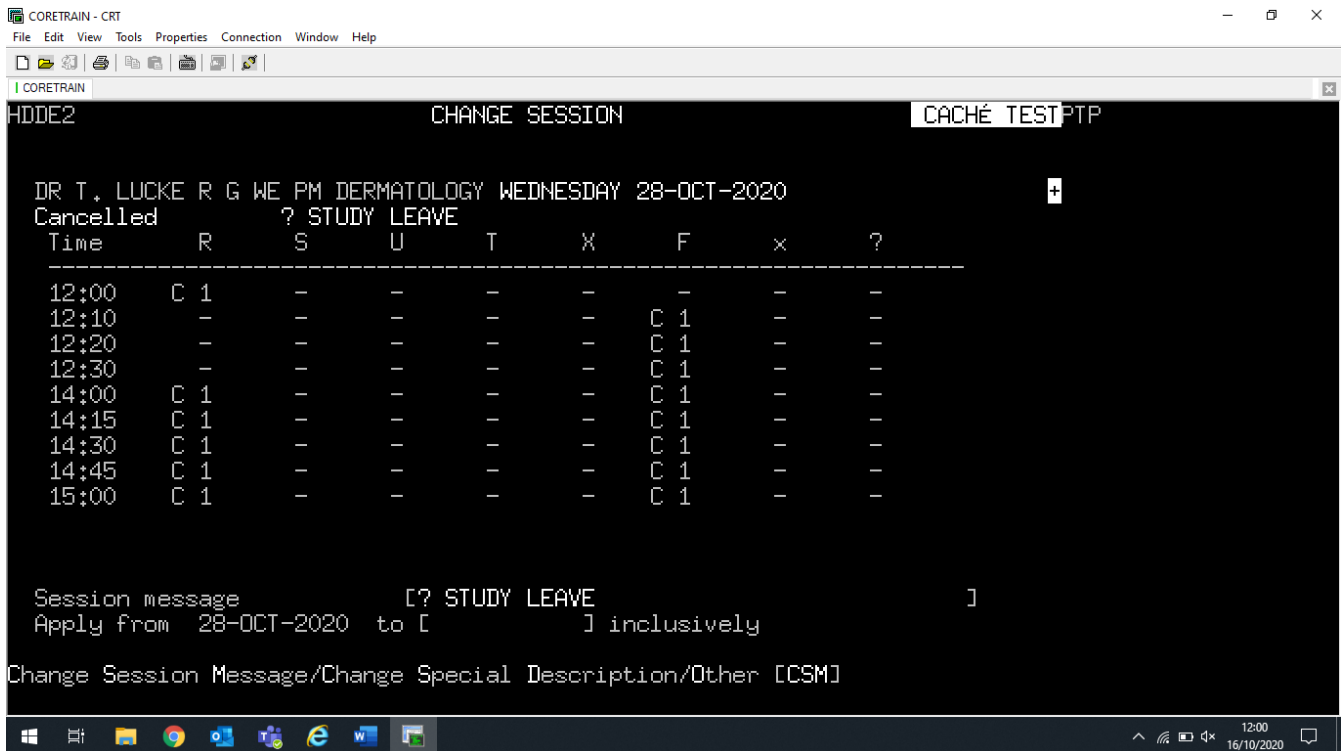 CORETRAIN - CRT
File Edit View Tools Properties Connection Window Help
CORETRAIN
HDDE2 CHANGE SESSION CACHÉ TESTPTP
DR T. LUCKE R G WE PM DERMATOLOGY WEDNESDAY 28-OCT-2020 +
Cancelled ? STUDY LEAVE
Time R S U T X F x ?
--------------------------------------------------------------------
12:00 C 1 - - - - - - -
12:10 - - - - - C 1 - -
12:20 - - - - - C 1 - -
12:30 - - - - - C 1 - -
14:00 C 1 - - - - C 1 - -
14:15 C 1 - - - - C 1 - -
14:30 C 1 - - - - C 1 - -
14:45 C 1 - - - - C 1 - -
15:00 C 1 - - - - C 1 - -
Session message [? STUDY LEAVE ]
Apply from 28-OCT-2020 to [ ] inclusively
Change Session Message/Change Special Description/Other [CSM]
12:00
16/10/2020